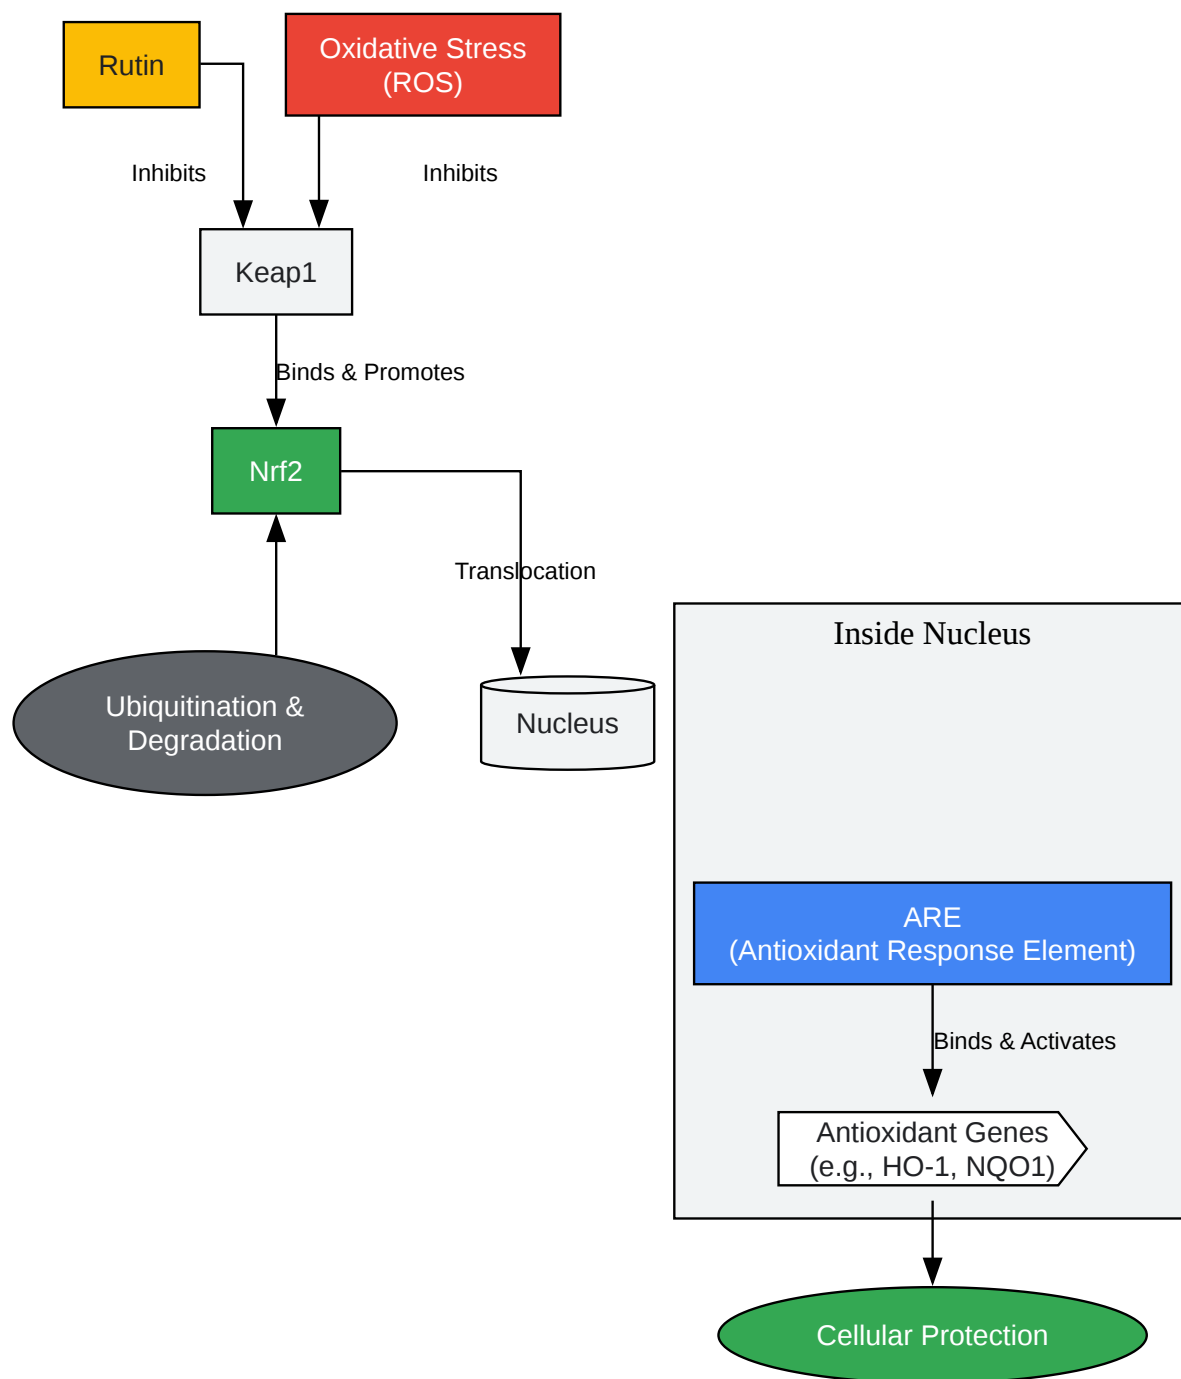 Rutin
Oxidative Stress
(ROS)
Inhibits
Inhibits
Keap1
Binds & Promotes
Nrf2
Translocation
Inside Nucleus
Ubiquitination &
Degradation
Nucleus
ARE
(Antioxidant Response Element)
Binds & Activates
Antioxidant Genes
(e.g., HO-1, NQO1)
Cellular Protection